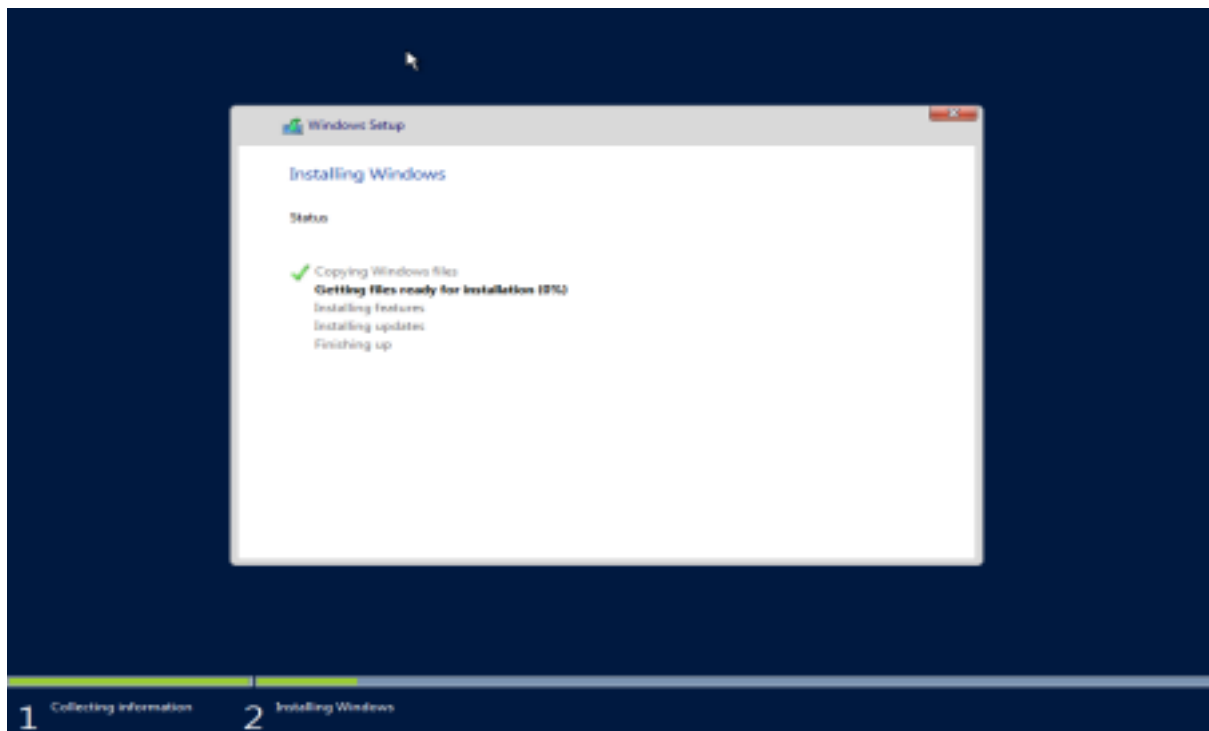 Windows Setup
Installing Windows
Status
Copying Windows files
Getting files ready for installation (0%)
Installing features
Installing updates
Finishing up
1 Collecting information
2 Installing Windows